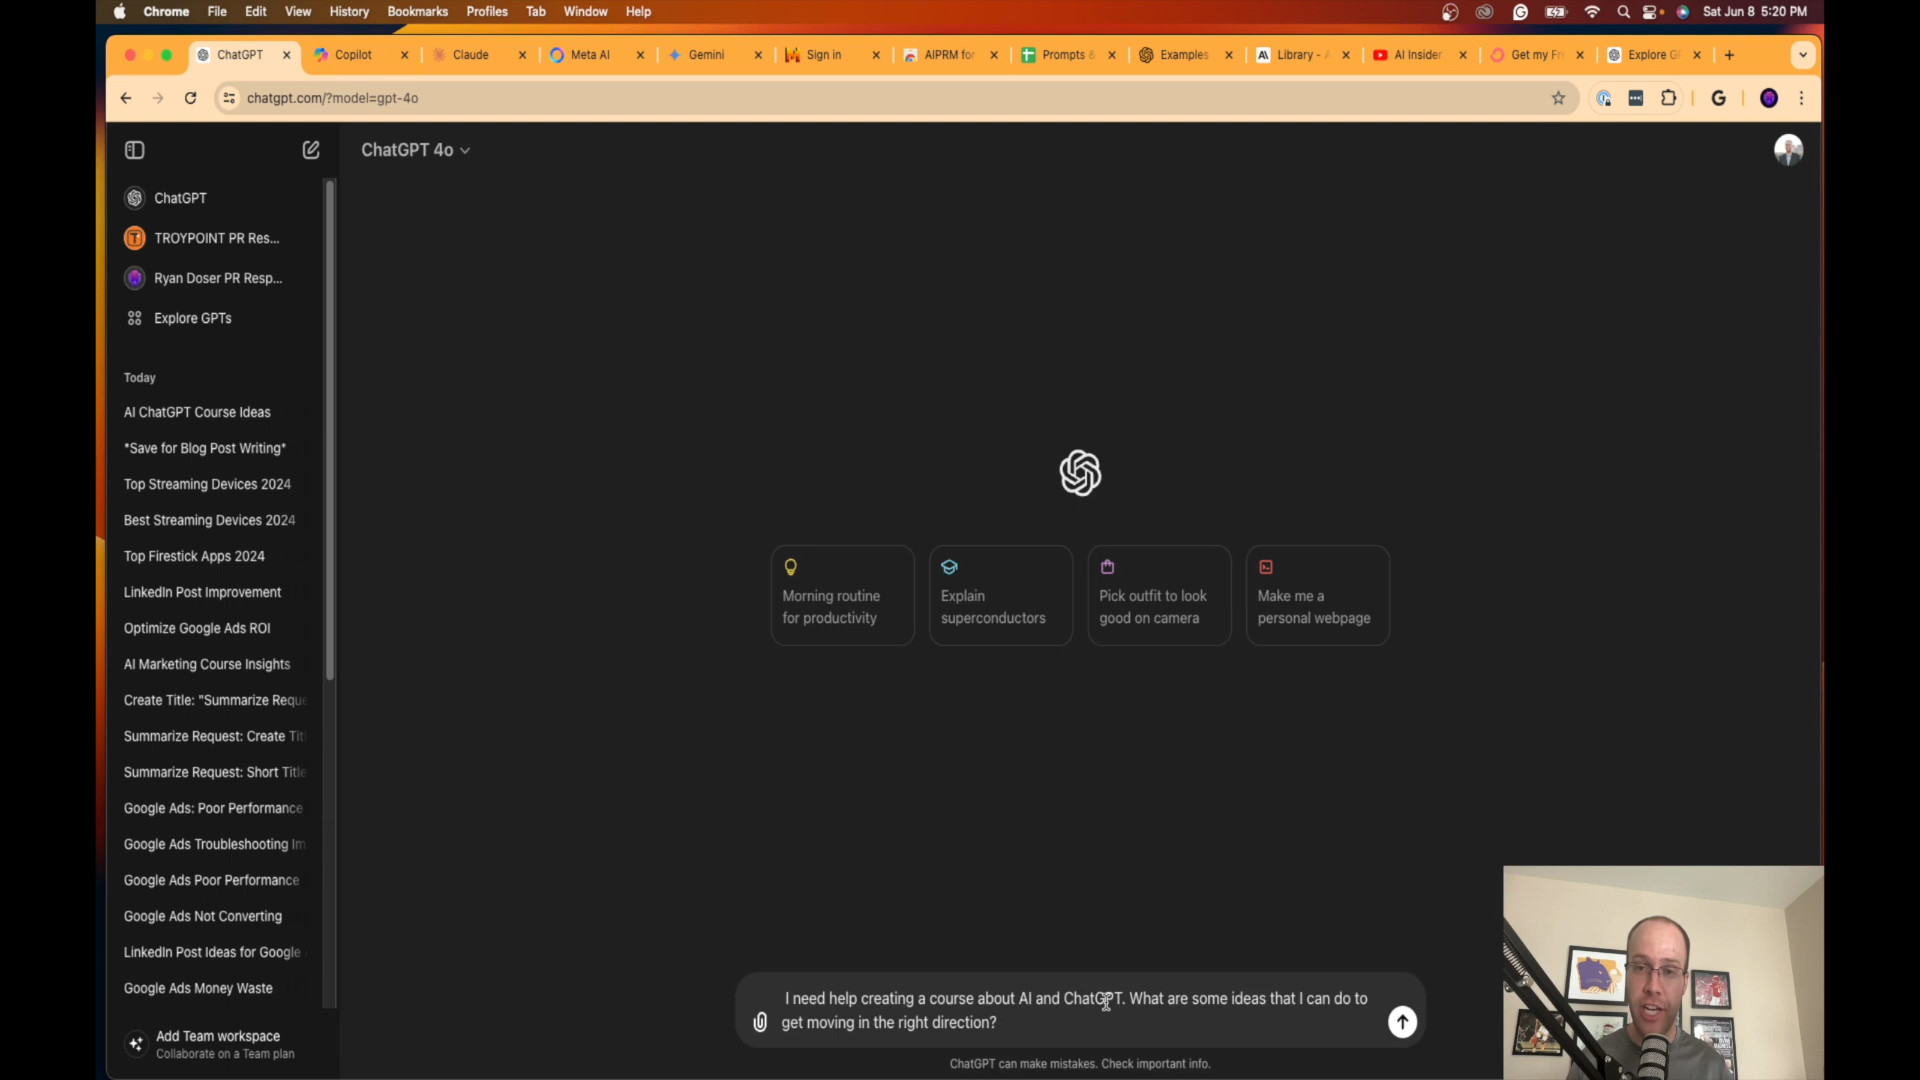 Chrome File Edit View History Bookmarks Profiles Tab Window Help
Sat Jun 8 5:20 PM
ChatGPT
Copilot
Claude
Meta AI
Gemini
Sign in
AIPRM for
Prompts &
Examples
Library - A
AI Insider
Get my Fr
Explore GP
chatgpt.com/?model=gpt-4o
ChatGPT 4o
ChatGPT
TROYPOINT PR Res...
Ryan Doser PR Resp...
Explore GPTs
Today
AI ChatGPT Course Ideas
*Save for Blog Post Writing*
Top Streaming Devices 2024
Best Streaming Devices 2024
Top Firestick Apps 2024
LinkedIn Post Improvement
Optimize Google Ads ROI
AI Marketing Course Insights
Create Title: "Summarize Reque
Summarize Request: Create Tit
Summarize Request: Short Title
Google Ads: Poor Performance
Google Ads Troubleshooting Im
Google Ads Poor Performance
Google Ads Not Converting
LinkedIn Post Ideas for Google
Google Ads Money Waste
Add Team workspace
Collaborate on a Team plan
Morning routine
for productivity
Explain
superconductors
Pick outfit to look
good on camera
Make me a
personal webpage
I need help creating a course about AI and ChatGPT. What are some ideas that I can do to
get moving in the right direction?
ChatGPT can make mistakes. Check important info.